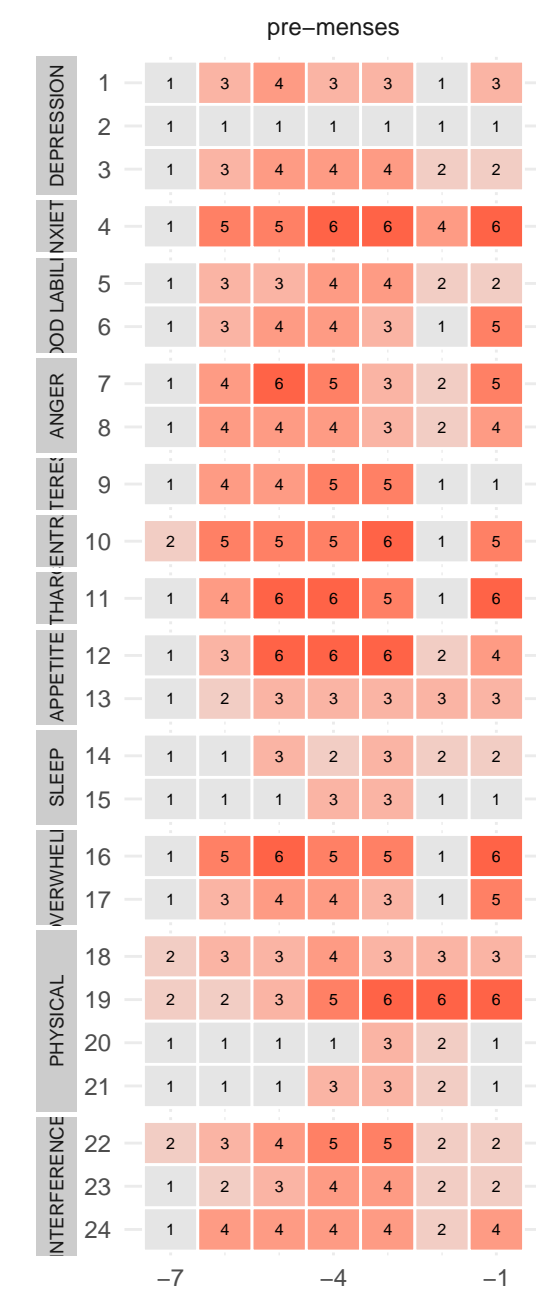 pre−menses
DEPRESSION
1 1 3 4 3 3 1 3
2 1 1 1 1 1 1 1
3 1 3 4 4 4 2 2
NXIET
4 1 5 5 6 6 4 6
OOD LABILI
5 1 3 3 4 4 2 2
6 1 3 4 4 3 1 5
ANGER
7 1 4 6 5 3 2 5
8 1 4 4 4 3 2 4
TERES
9 1 4 4 5 5 1 1
ENTR
10 2 5 5 5 6 1 5
THAR
11 1 4 6 6 5 1 6
APPETITE
12 1 3 6 6 6 2 4
13 1 2 3 3 3 3 3
SLEEP
14 1 1 3 2 3 2 2
15 1 1 1 3 3 1 1
VERWHEL
16 1 5 6 5 5 1 6
17 1 3 4 4 3 1 5
PHYSICAL
18 2 3 3 4 3 3 3
19 2 2 3 5 6 6 6
20 1 1 1 1 3 2 1
21 1 1 1 3 3 2 1
NTERFERENCE
22 2 3 4 5 5 2 2
23 1 2 3 4 4 2 2
24 1 4 4 4 4 2 4
−7 −4 −1